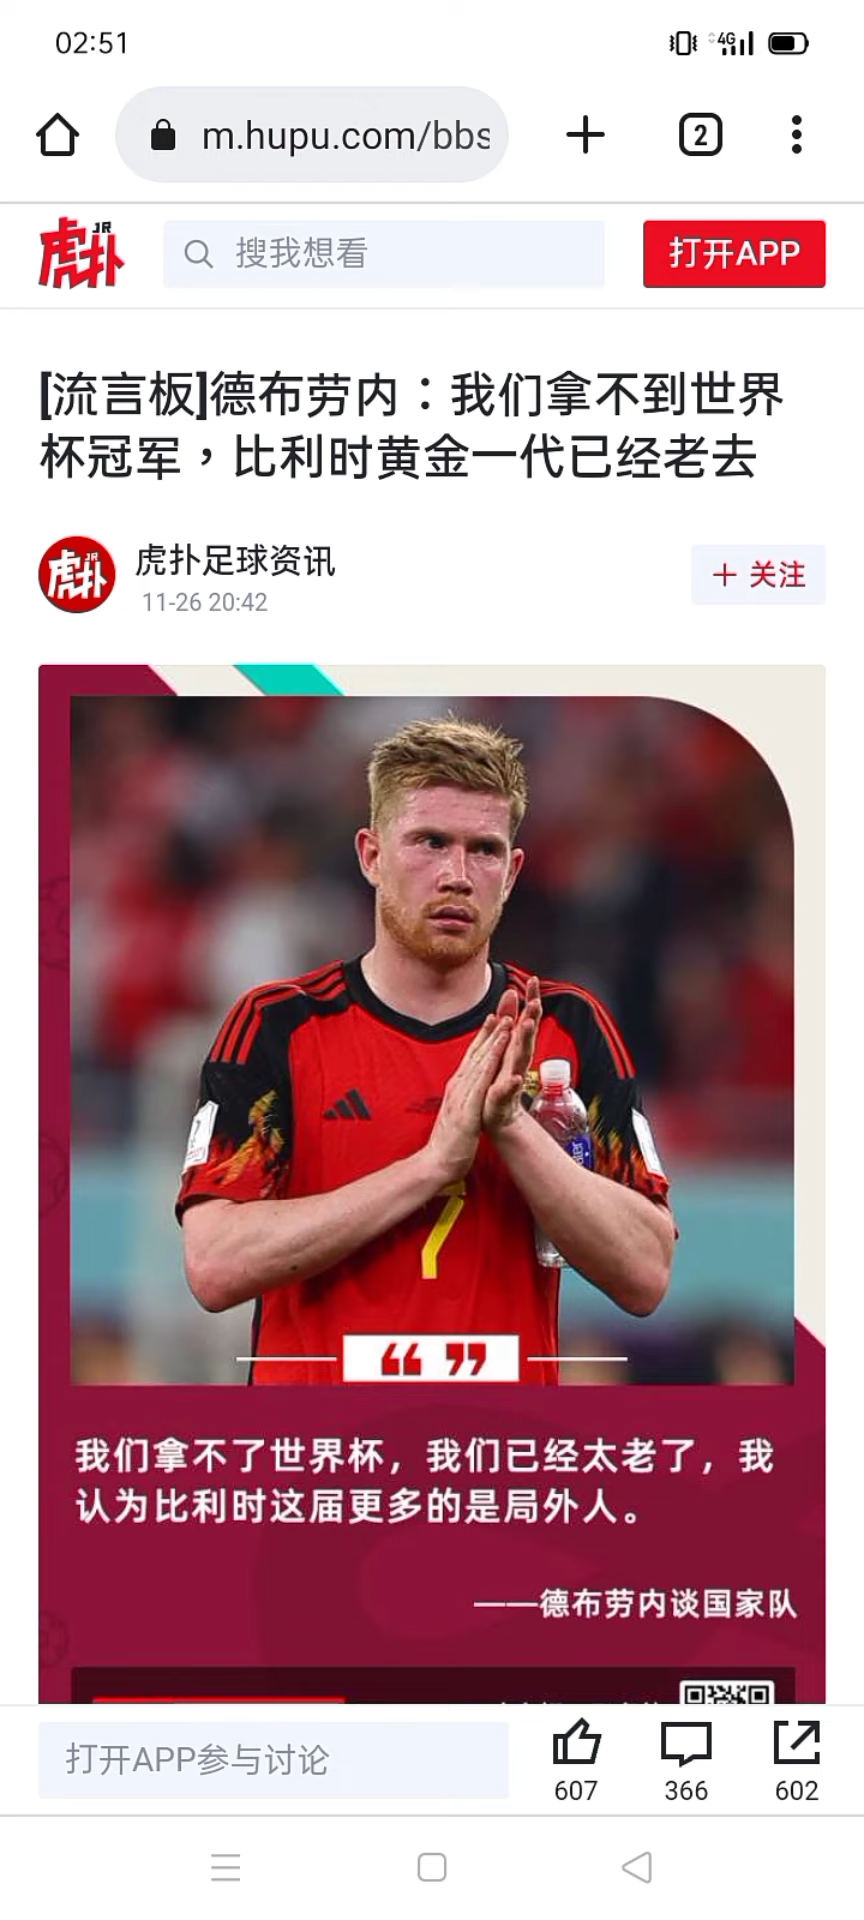 02:51
4G
m.hupu.com/bbs
2
虎扑
JR
搜我想看
打开APP
[流言板]德布劳内：我们拿不到世界
杯冠军，比利时黄金一代已经老去
虎扑
JR
虎扑足球资讯
11-26 20:42
+ 关注
7
“ ”
我们拿不了世界杯，我们已经太老了，我
认为比利时这届更多的是局外人。
——德布劳内谈国家队
打开APP参与讨论
607
366
602